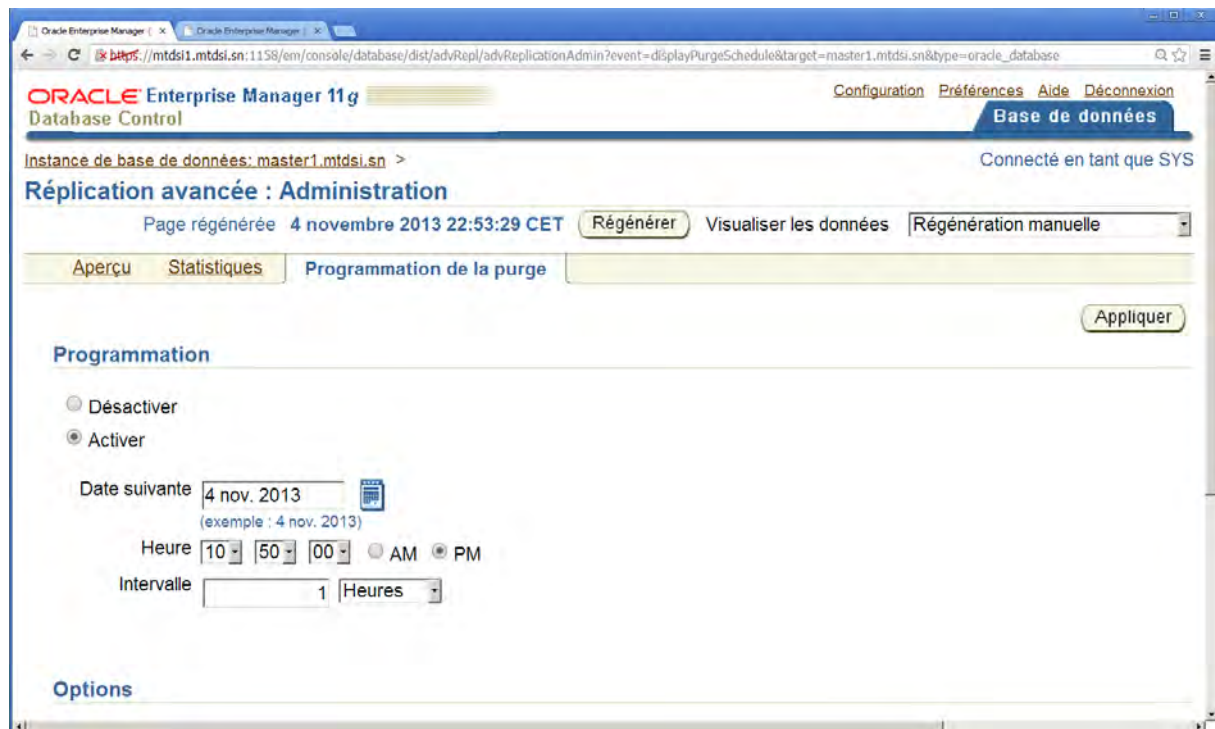 Oracle Enterprise Manager ( × Oracle Enterprise Manager ( ×
https://mtdsi1.mtdsi.sn:1158/em/console/database/dist/advRepl/advReplicationAdmin?event=displayPurgeSchedule&target=master1.mtdsi.sn&type=oracle_database
ORACLE Enterprise Manager 11g
Configuration Préférences Aide Déconnexion
Database Control
Base de données
Instance de base de données: master1.mtdsi.sn >
Connecté en tant que SYS
Réplication avancée : Administration
Page régénérée 4 novembre 2013 22:53:29 CET Régénérer Visualiser les données Régénération manuelle
Aperçu Statistiques Programmation de la purge
Appliquer
Programmation
Désactiver
Activer
Date suivante 4 nov. 2013
(exemple : 4 nov. 2013)
Heure 10 50 00 AM PM
Intervalle 1 Heures
Options